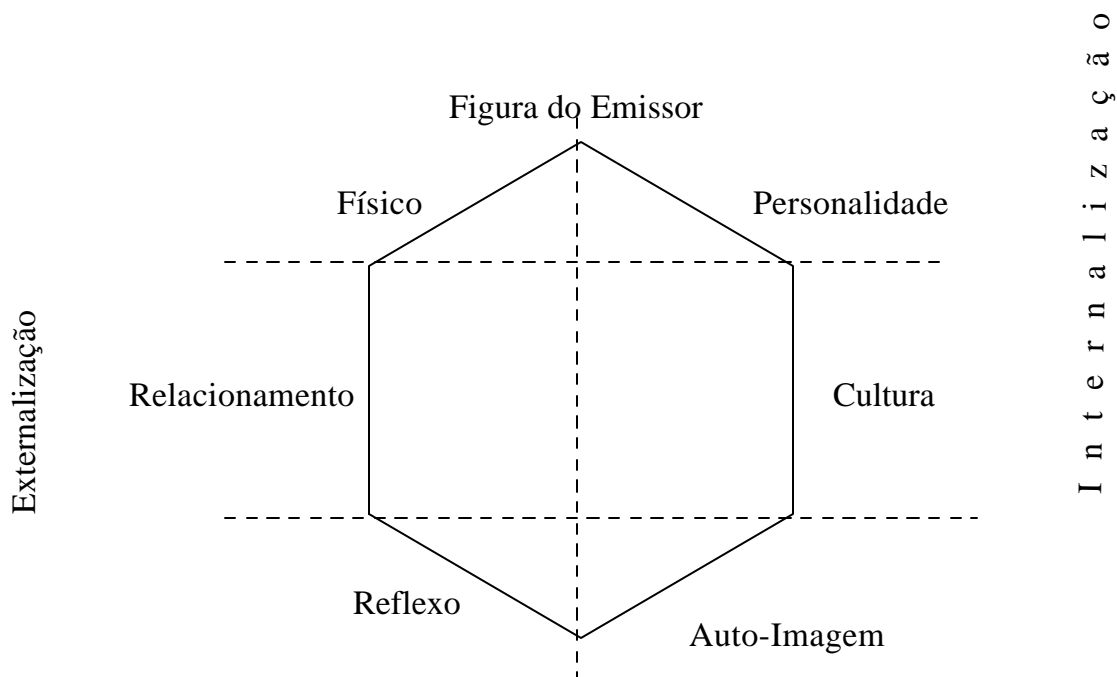 Figura do Emissor
Físico
Personalidade
Externalização
Internalização
Relacionamento
Cultura
Reflexo
Auto-Imagem